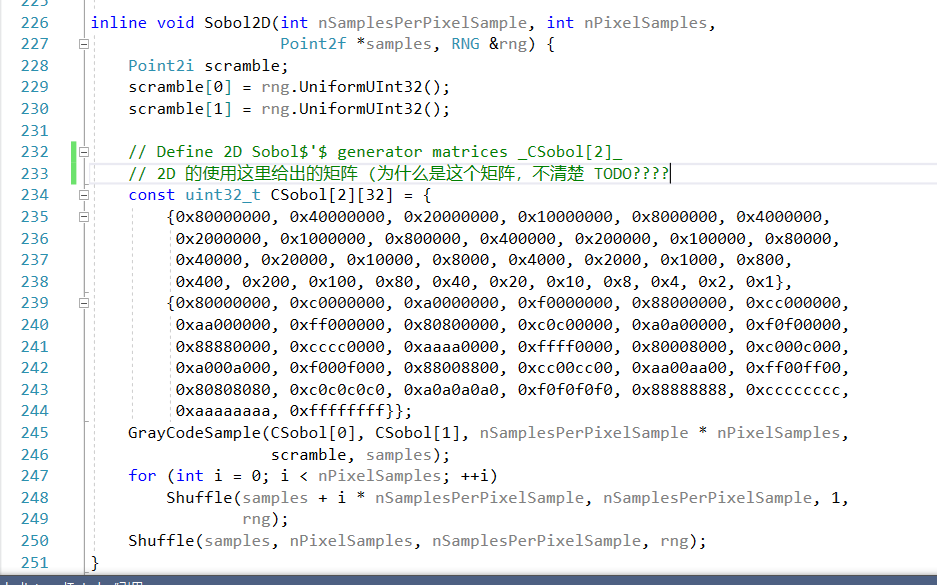 226 inline void Sobol2D(int nSamplesPerPixelSample, int nPixelSamples,
227 Point2f *samples, RNG &rng) {
228 Point2i scramble;
229 scramble[0] = rng.UniformUInt32();
230 scramble[1] = rng.UniformUInt32();
231
232 // Define 2D Sobol$'$ generator matrices _CSobol[2]_
233 // 2D 的使用这里给出的矩阵（为什么是这个矩阵，不清楚 TODO????
234 const uint32_t CSobol[2][32] = {
235 {0x80000000, 0x40000000, 0x20000000, 0x10000000, 0x8000000, 0x4000000,
236 0x2000000, 0x1000000, 0x800000, 0x400000, 0x200000, 0x100000, 0x80000,
237 0x40000, 0x20000, 0x10000, 0x8000, 0x4000, 0x2000, 0x1000, 0x800,
238 0x400, 0x200, 0x100, 0x80, 0x40, 0x20, 0x10, 0x8, 0x4, 0x2, 0x1},
239 {0x80000000, 0xc0000000, 0xa0000000, 0xf0000000, 0x88000000, 0xcc000000,
240 0xaa000000, 0xff000000, 0x80800000, 0xc0c00000, 0xa0a00000, 0xf0f00000,
241 0x88880000, 0xcccc0000, 0xaaaa0000, 0xffff0000, 0x80008000, 0xc000c000,
242 0xa000a000, 0xf000f000, 0x88008800, 0xcc00cc00, 0xaa00aa00, 0xff00ff00,
243 0x80808080, 0xc0c0c0c0, 0xa0a0a0a0, 0xf0f0f0f0, 0x88888888, 0xcccccccc,
244 0xaaaaaaaa, 0xffffffff}};
245 GrayCodeSample(CSobol[0], CSobol[1], nSamplesPerPixelSample * nPixelSamples,
246 scramble, samples);
247 for (int i = 0; i < nPixelSamples; ++i)
248 Shuffle(samples + i * nSamplesPerPixelSample, nSamplesPerPixelSample, 1,
249 rng);
250 Shuffle(samples, nPixelSamples, nSamplesPerPixelSample, rng);
251 }